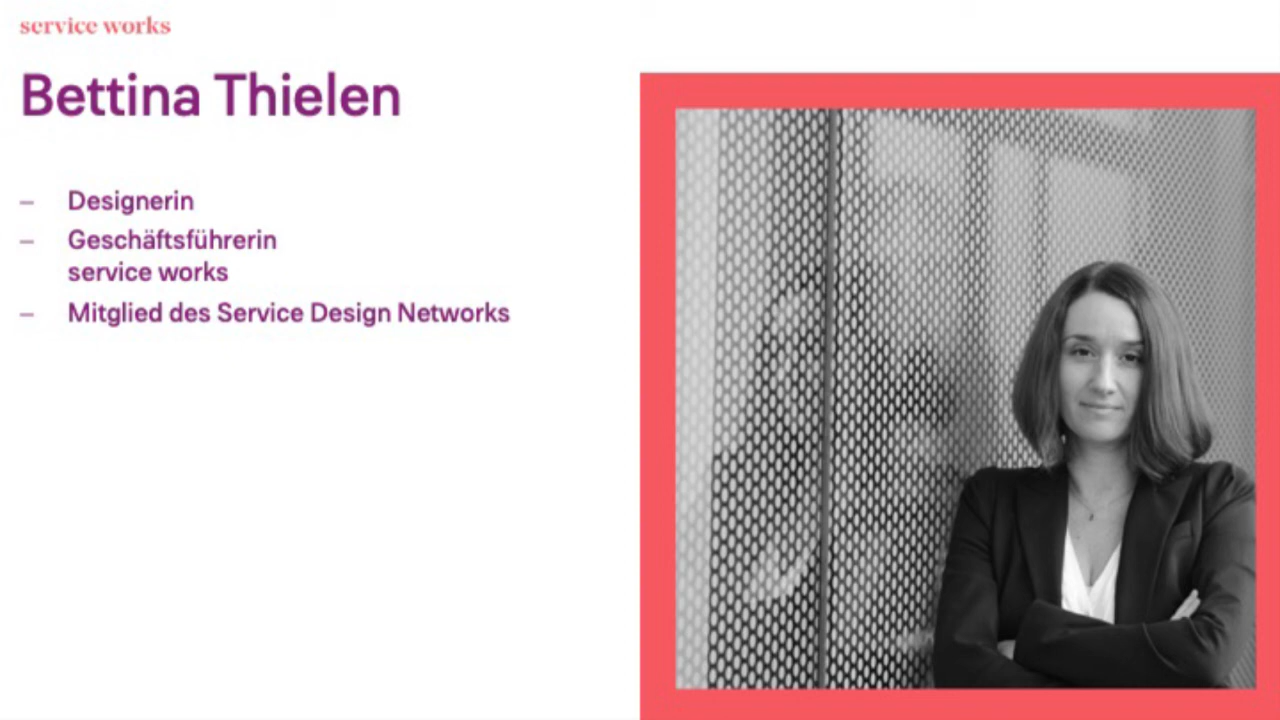 service works
Bettina Thielen
– Designerin
– Geschäftsführerin
service works
– Mitglied des Service Design Networks